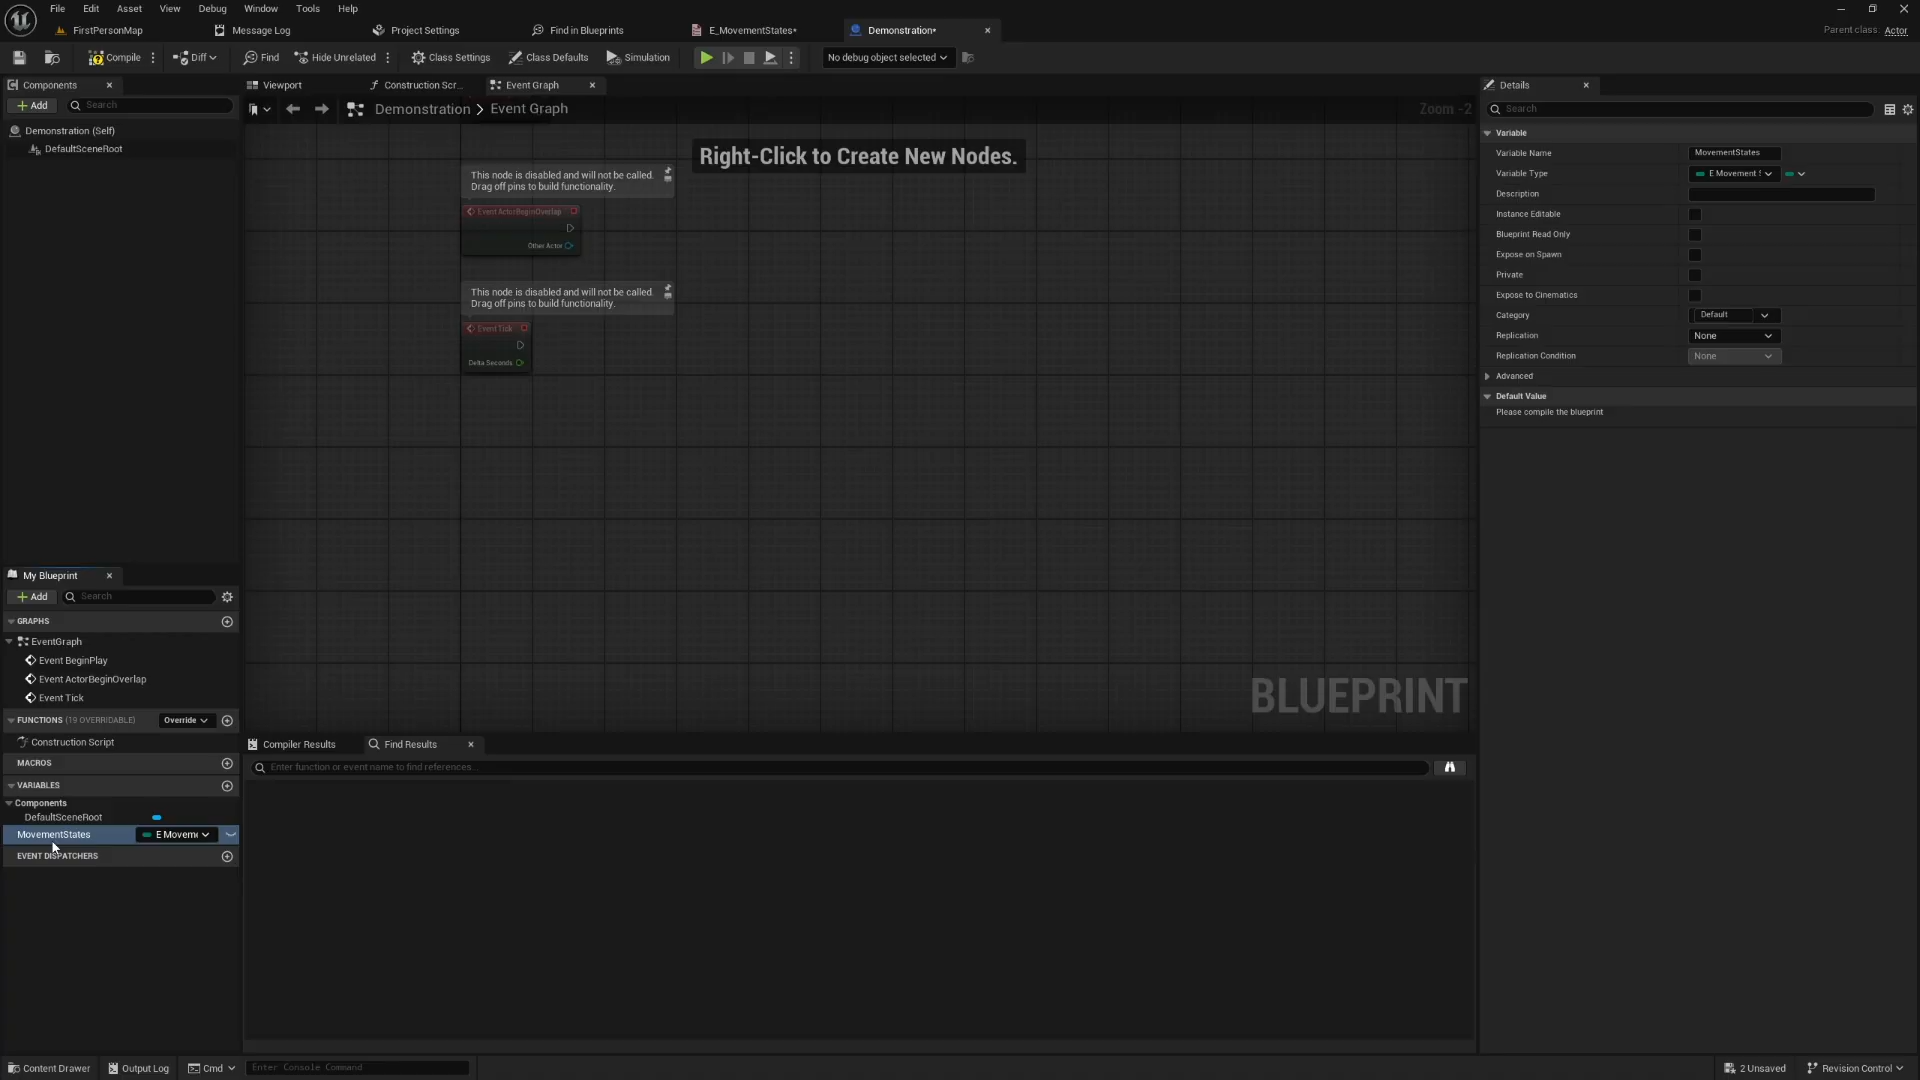 File Edit Asset View Debug Window Tools Help
FirstPersonMap Message Log Project Settings Find in Blueprints E_MovementStates* Demonstration*
Parent class: Actor
Compile Diff Find Hide Unrelated Class Settings Class Defaults Simulation No debug object selected
Components
Add Search
Demonstration (Self)
DefaultSceneRoot
Viewport Construction Scr... Event Graph
Demonstration > Event Graph
Zoom -2
Right-Click to Create New Nodes.
This node is disabled and will not be called.
Drag off pins to build functionality.
Event ActorBeginOverlap
Other Actor
This node is disabled and will not be called.
Drag off pins to build functionality.
Event Tick
Delta Seconds
BLUEPRINT
My Blueprint
Add Search
GRAPHS
EventGraph
Event BeginPlay
Event ActorBeginOverlap
Event Tick
FUNCTIONS (19 OVERRIDABLE) Override
Construction Script
MACROS
VARIABLES
Components
DefaultSceneRoot
MovementStates E Moveme
EVENT DISPATCHERS
Compiler Results Find Results
Enter function or event name to find references...
Details
Search
Variable
Variable Name MovementStates
Variable Type E Movement S
Description
Instance Editable
Blueprint Read Only
Expose on Spawn
Private
Expose to Cinematics
Category Default
Replication None
Replication Condition None
Advanced
Default Value
Please compile the blueprint
Content Drawer Output Log Cmd Enter Console Command
2 Unsaved Revision Control